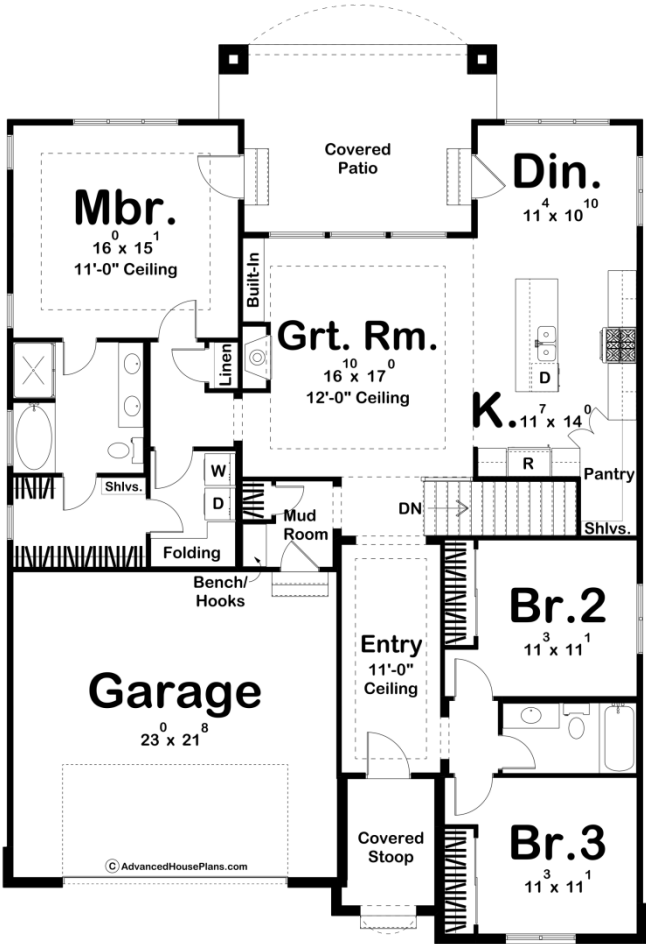 Covered
Patio
Mbr.
16⁰ x 15¹
11'-0" Ceiling
Din.
11⁴ x 10¹⁰
Built-In
Grt. Rm.
16¹⁰ x 17⁰
12'-0" Ceiling
Linen
D
K. 11⁷ x 14⁰
R
Pantry
Shlvs.
W
D
Folding
Shlvs.
Mud
Room
DN
Bench/
Hooks
Entry
11'-0"
Ceiling
Br.2
11³ x 11¹
Garage
23⁰ x 21⁸
Covered
Stoop
Br.3
11³ x 11¹
© AdvancedHousePlans.com